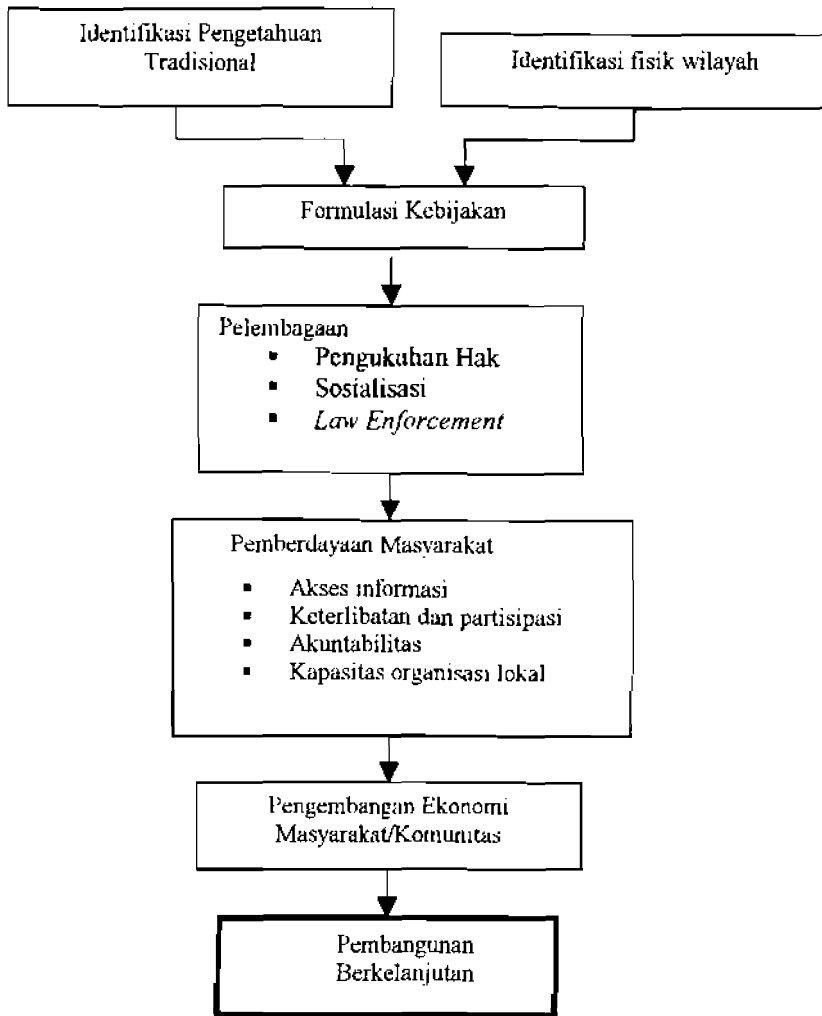 Identifikasi Pengetahuan
Tradisional
Identifikasi fisik wilayah
Formulasi Kebijakan
Pelembagaan
▪ Pengukuhan Hak
▪ Sosialisasi
▪ Law Enforcement
Pemberdayaan Masyarakat
▪ Akses informasi
▪ Keterlibatan dan partisipasi
▪ Akuntabilitas
▪ Kapasitas organisasi lokal
Pengembangan Ekonomi
Masyarakat/Komunitas
Pembangunan
Berkelanjutan